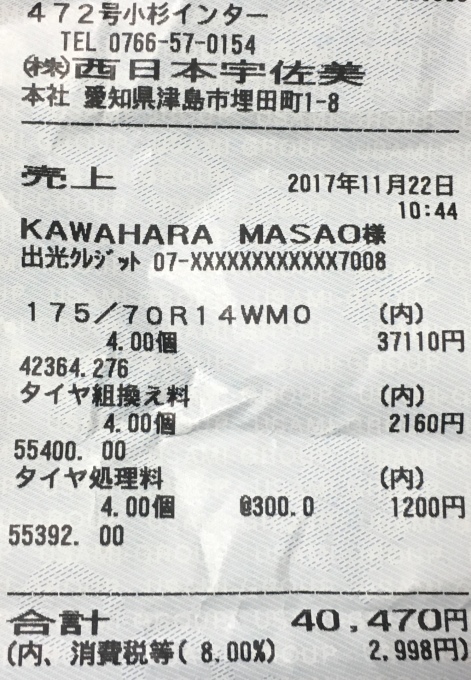 472号小杉インター
TEL 0766-57-0154
㈱西日本宇佐美
本社 愛知県津島市埋田町1-8
売上 2017年11月22日
10:44
KAWAHARA MASAO様
出光クレジット 07-XXXXXXXXXXXX7008
175/70R14WM0 (内)
4.00個 37110円
42364.276
タイヤ組換え料 (内)
4.00個 2160円
55400. 00
タイヤ処理料 (内)
4.00個 @300.0 1200円
55392. 00
合計 40,470円
(内、消費税等( 8.00%) 2,998円)